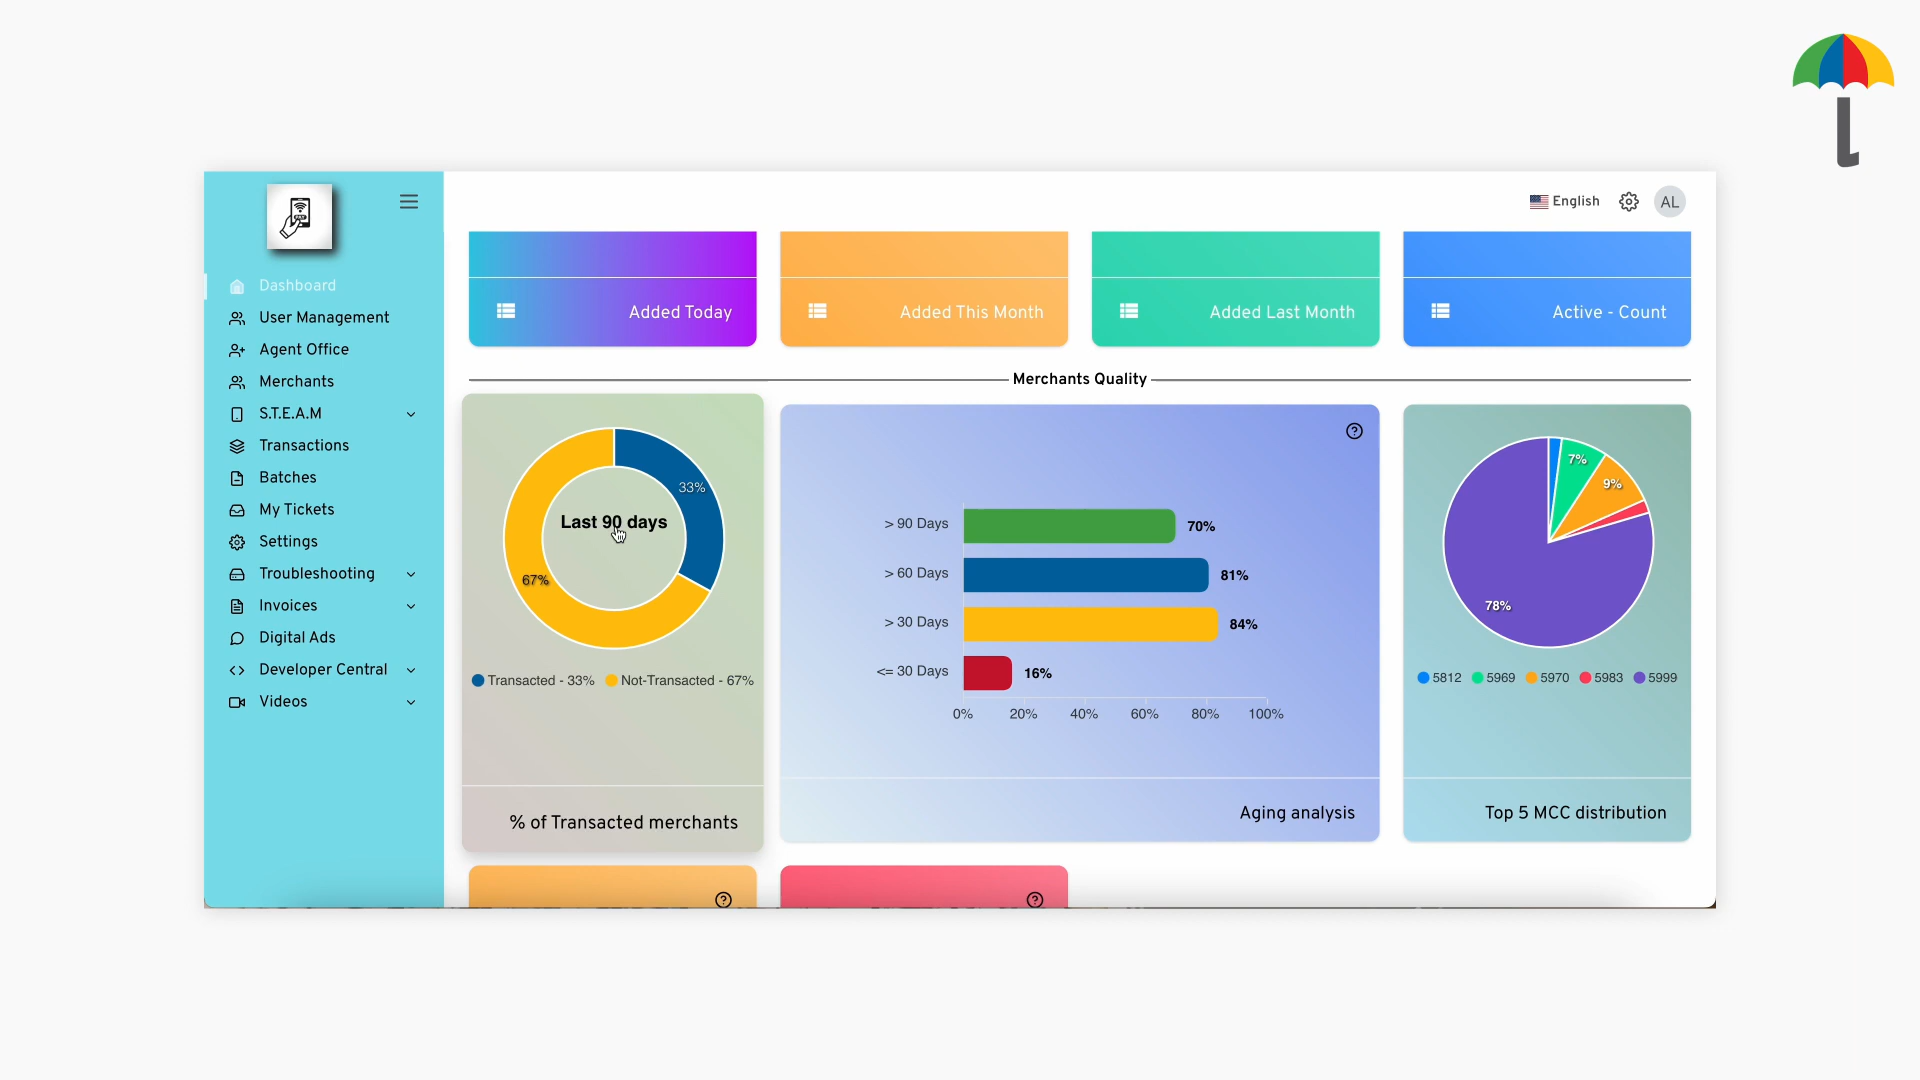 English
AL
Dashboard
User Management
Agent Office
Merchants
S.T.E.A.M
Transactions
Batches
My Tickets
Settings
Troubleshooting
Invoices
Digital Ads
Developer Central
Videos
Added Today
Added This Month
Added Last Month
Active - Count
Merchants Quality
33%
Last 90 days
67%
Transacted - 33%
Not-Transacted - 67%
% of Transacted merchants
> 90 Days
70%
> 60 Days
81%
> 30 Days
84%
<= 30 Days
16%
0%
20%
40%
60%
80%
100%
Aging analysis
7%
9%
78%
5812
5969
5970
5983
5999
Top 5 MCC distribution